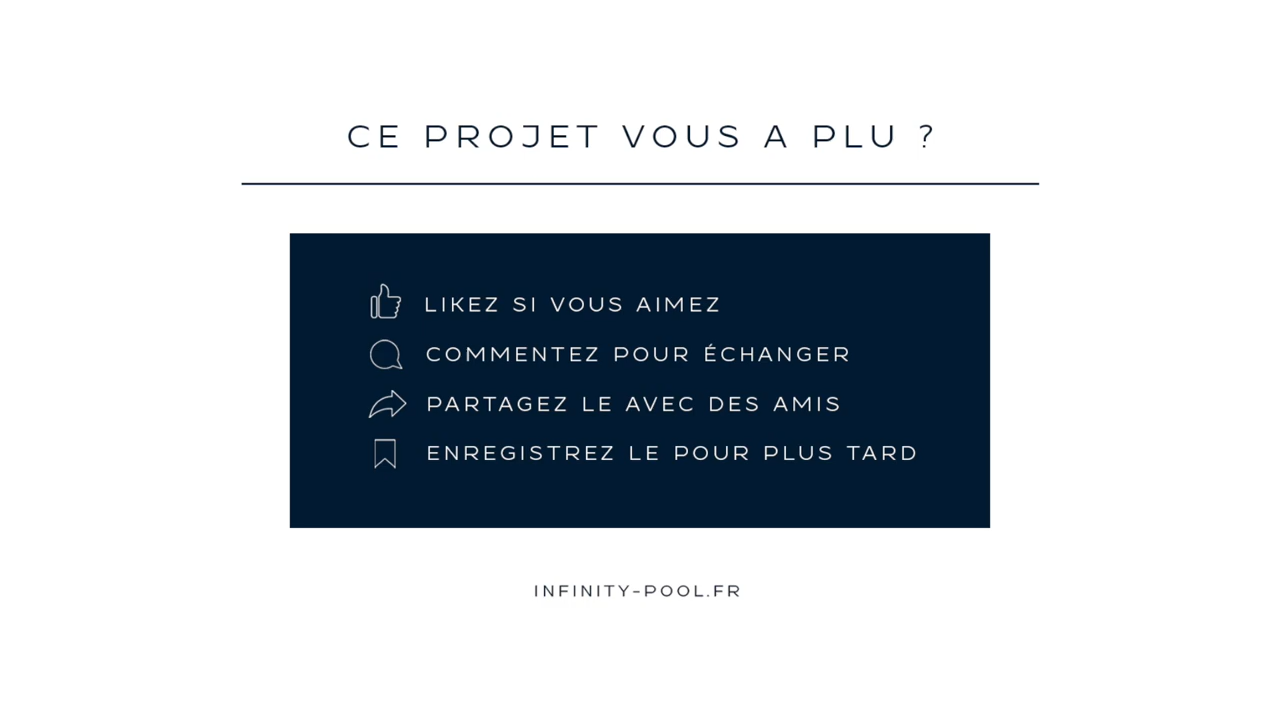 CE PROJET VOUS A PLU ?
LIKEZ SI VOUS AIMEZ
COMMENTEZ POUR ÉCHANGER
PARTAGEZ LE AVEC DES AMIS
ENREGISTREZ LE POUR PLUS TARD
INFINITY-POOL.FR